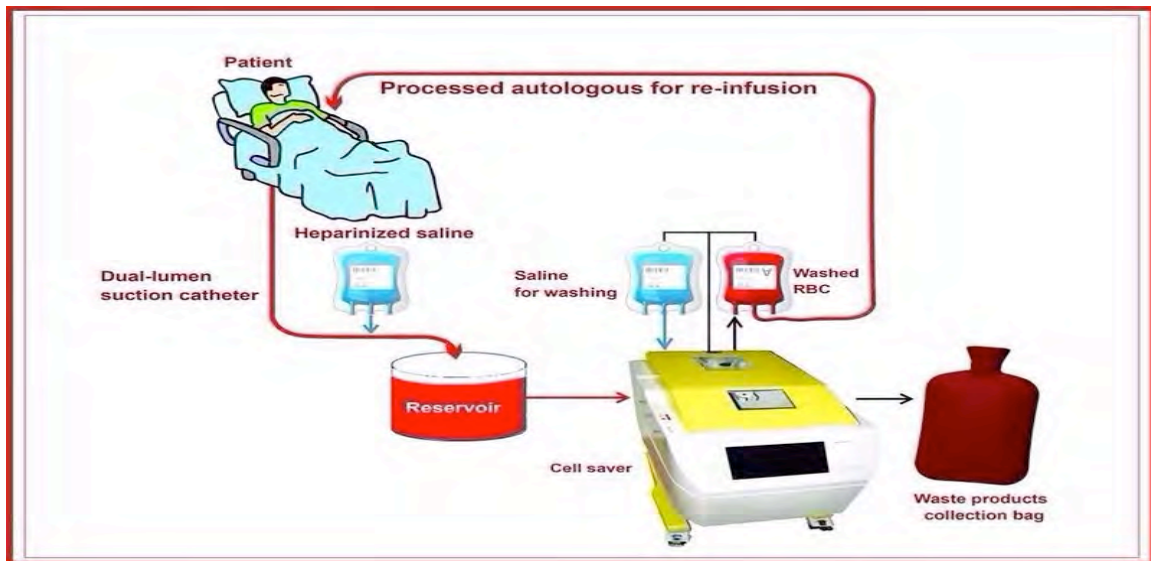 Patient
Processed autologous for re-infusion
Heparinized saline
Dual-lumen
suction catheter
Saline
for washing
Washed
RBC
Reservoir
Cell saver
Waste products
collection bag